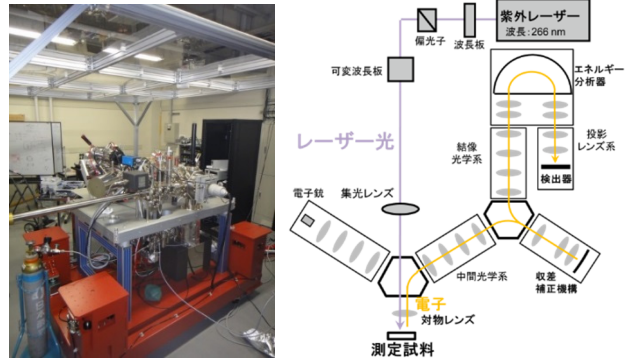 紫外レーザー
波長：266 nm
偏光子
波長板
可変波長板
エネルギー
分析器
レーザー光
結像
光学系
投影
レンズ系
検出器
電子銃
集光レンズ
中間光学系
収差
補正機構
電子
対物レンズ
測定試料